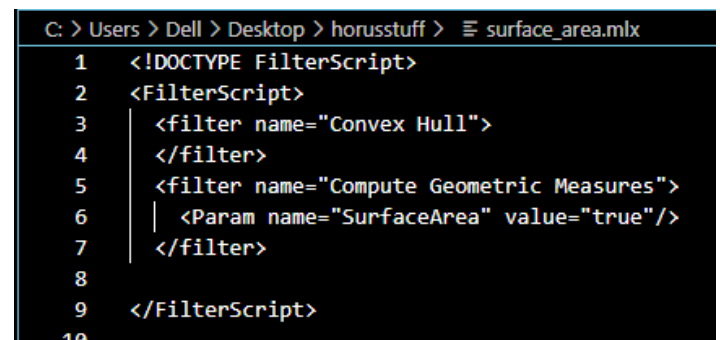 C: > Users > Dell > Desktop > horusstuff > ≡ surface_area.mlx
1 <!DOCTYPE FilterScript>
2 <FilterScript>
3 <filter name="Convex Hull">
4 </filter>
5 <filter name="Compute Geometric Measures">
6 <Param name="SurfaceArea" value="true"/>
7 </filter>
8
9 </FilterScript>
10